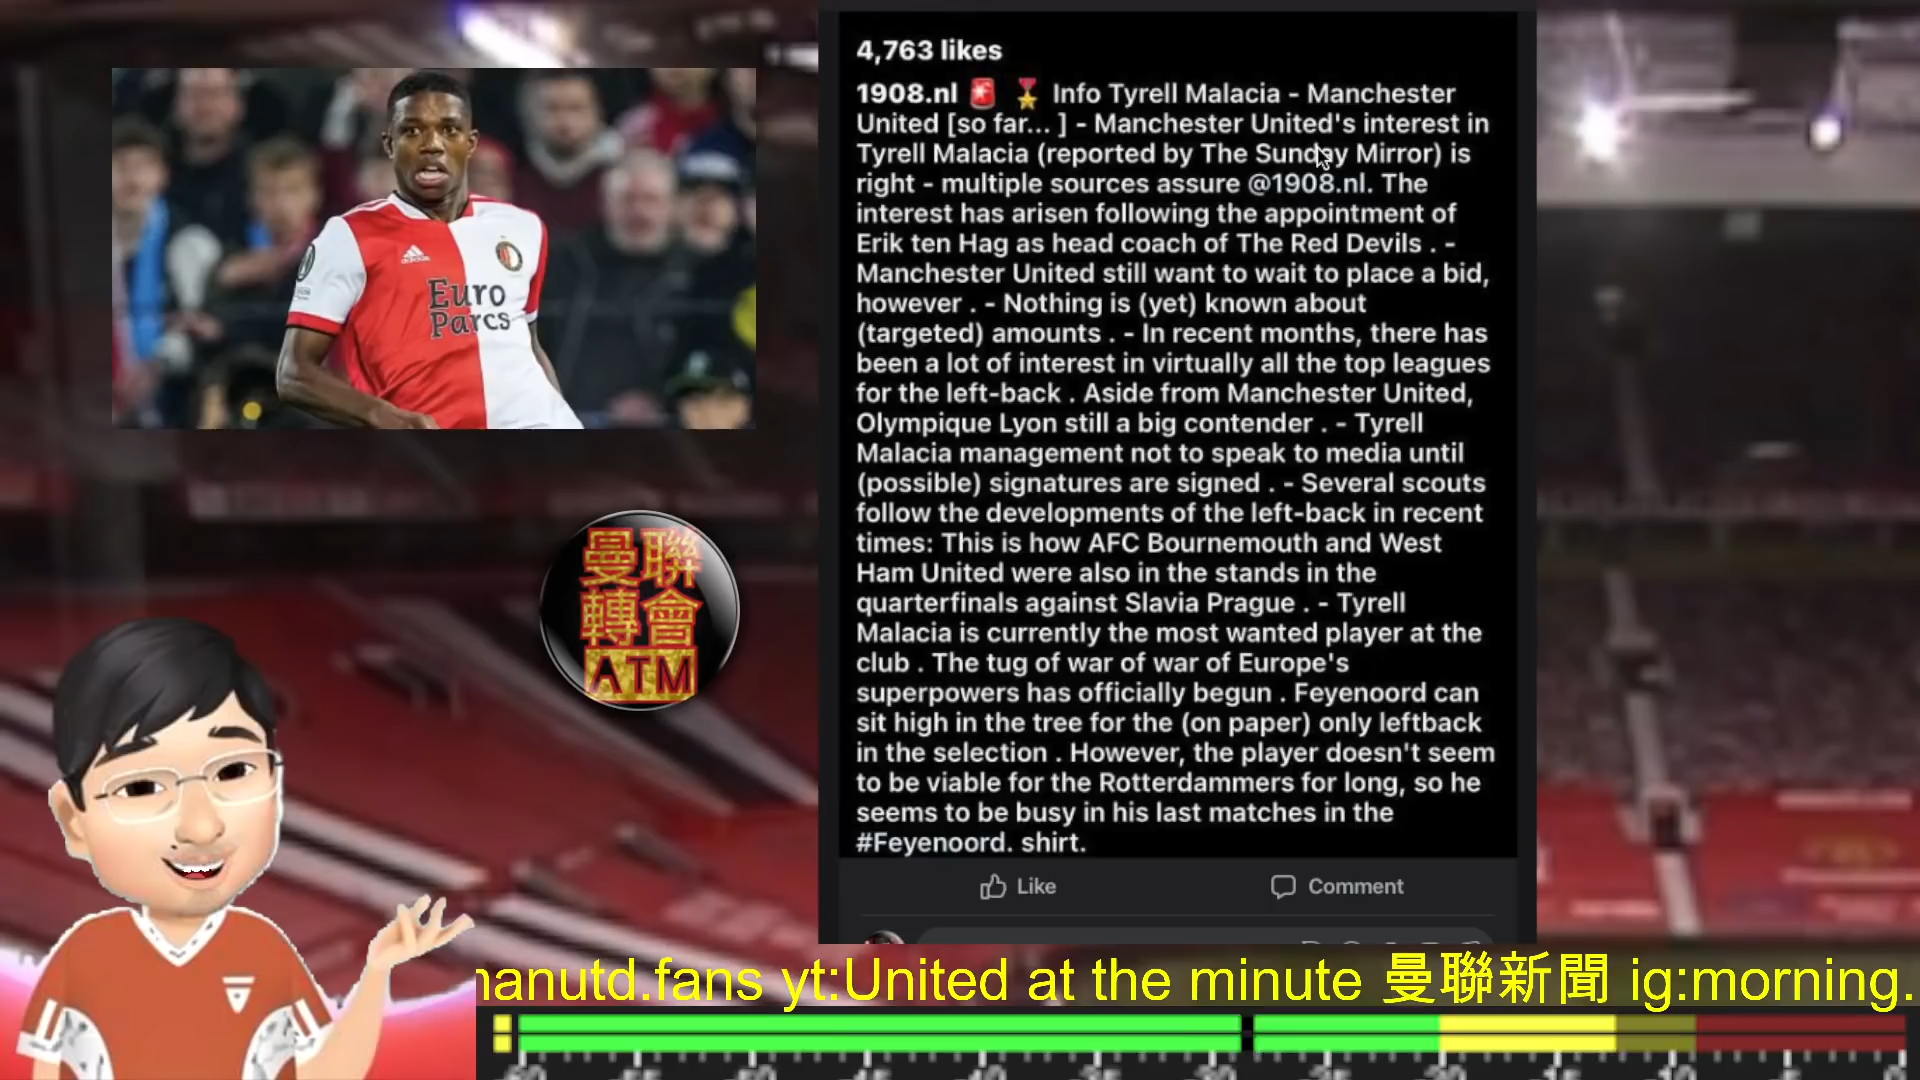 4,763 likes
1908.nl 🚨 🎖️ Info Tyrell Malacia - Manchester
United [so far... ] - Manchester United's interest in
Tyrell Malacia (reported by The Sunday Mirror) is
right - multiple sources assure @1908.nl. The
interest has arisen following the appointment of
Erik ten Hag as head coach of The Red Devils . -
Manchester United still want to wait to place a bid,
however . - Nothing is (yet) known about
(targeted) amounts . - In recent months, there has
been a lot of interest in virtually all the top leagues
for the left-back . Aside from Manchester United,
Olympique Lyon still a big contender . - Tyrell
Malacia management not to speak to media until
(possible) signatures are signed . - Several scouts
follow the developments of the left-back in recent
times: This is how AFC Bournemouth and West
Ham United were also in the stands in the
quarterfinals against Slavia Prague . - Tyrell
Malacia is currently the most wanted player at the
club . The tug of war of war of Europe's
superpowers has officially begun . Feyenoord can
sit high in the tree for the (on paper) only leftback
in the selection . However, the player doesn't seem
to be viable for the Rotterdammers for long, so he
seems to be busy in his last matches in the
#Feyenoord. shirt.
Like
Comment
Euro
Parcs
曼聯
轉會
ATM
manutd.fans yt:United at the minute 曼聯新聞 ig:morning.